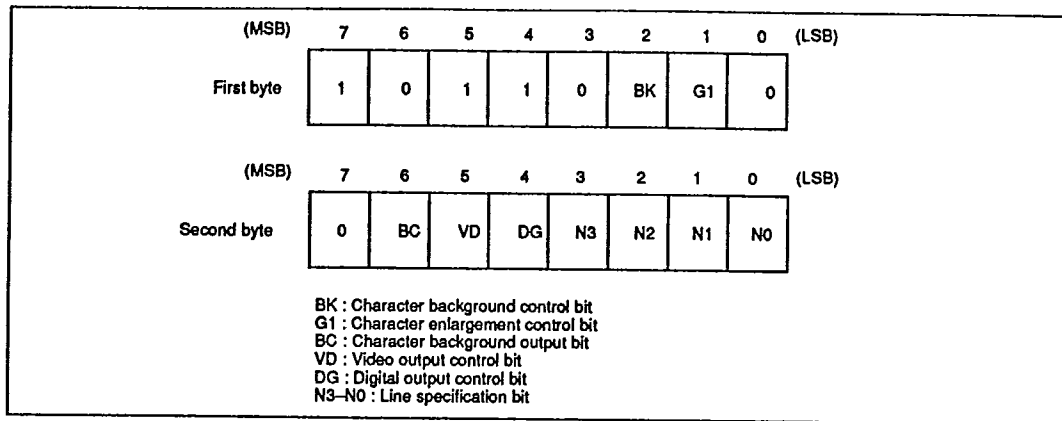 (MSB) 7 6 5 4 3 2 1 0 (LSB)
First byte 1 0 1 1 0 BK G1 0
(MSB) 7 6 5 4 3 2 1 0 (LSB)
Second byte 0 BC VD DG N3 N2 N1 N0
BK : Character background control bit
G1 : Character enlargement control bit
BC : Character background output bit
VD : Video output control bit
DG : Digital output control bit
N3–N0 : Line specification bit